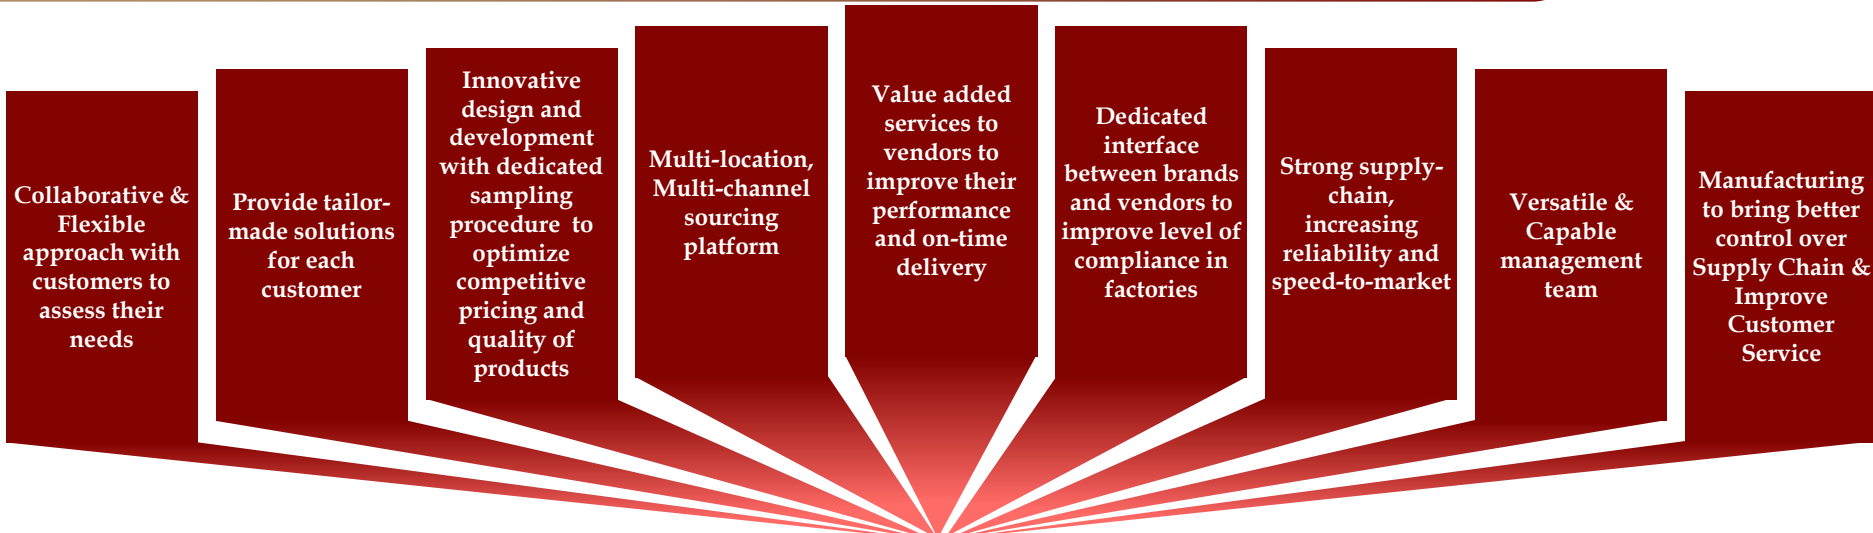 Collaborative &
Flexible
approach with
customers to
assess their
needs
Provide tailor-
made solutions
for each
customer
Innovative
design and
development
with dedicated
sampling
procedure  to
optimize
competitive
pricing and
quality of
products
Multi-location,
Multi-channel
sourcing
platform
Value added
services to
vendors to
improve their
performance
and on-time
delivery
Dedicated
interface
between brands
and vendors to
improve level of
compliance in
factories
Strong supply-
chain,
increasing
reliability and
speed-to-market
Versatile &
Capable
management
team
Manufacturing
to bring better
control over
Supply Chain &
Improve
Customer
Service